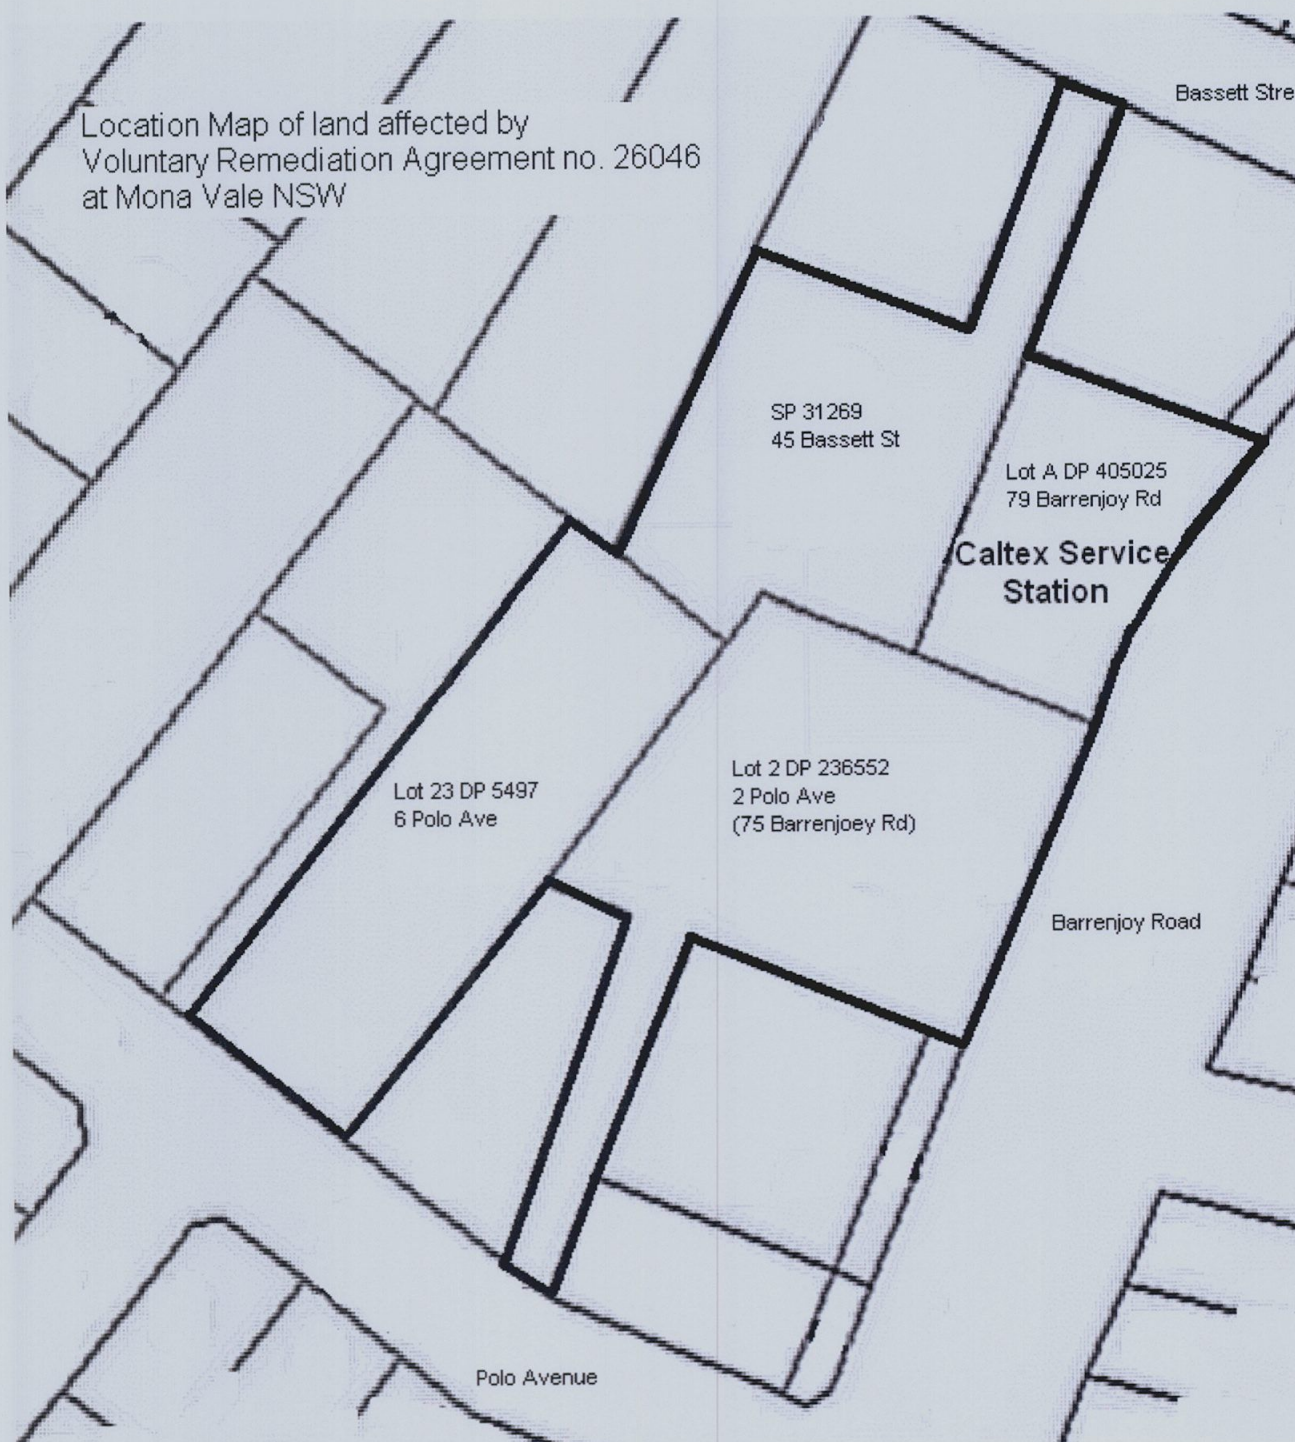 Location Map of land affected by
Voluntary Remediation Agreement no. 26046
at Mona Vale NSW
Bassett Stre
SP 31269
45 Bassett St
Lot A DP 405025
79 Barrenjoy Rd
Caltex Service
Station
Lot 23 DP 5497
6 Polo Ave
Lot 2 DP 236552
2 Polo Ave
(75 Barrenjoey Rd)
Barrenjoy Road
Polo Avenue